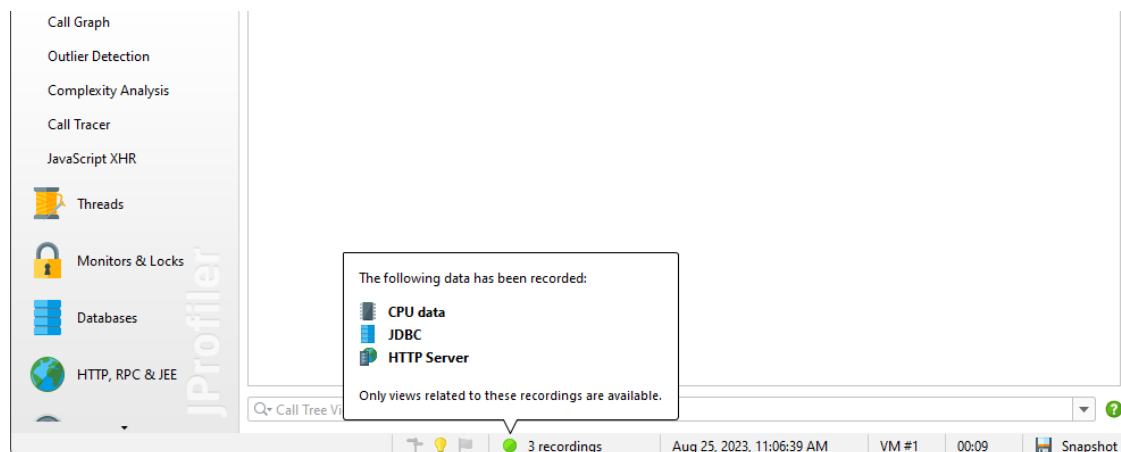 Call Graph
Outlier Detection
Complexity Analysis
Call Tracer
JavaScript XHR
Threads
Monitors & Locks
Databases
HTTP, RPC & JEE
JProfiler
The following data has been recorded:
CPU data
JDBC
HTTP Server
Only views related to these recordings are available.
Call Tree Vi
3 recordings
Aug 25, 2023, 11:06:39 AM
VM #1
00:09
Snapshot